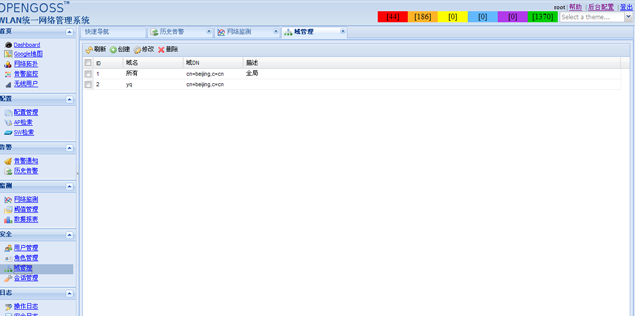 OPENGOSS™
WLAN统一网络管理系统
root | 帮助 | 后台配置 | 登出
[44] [186] [0] [0] [0] [1370] Select a theme...
首页
Dashboard
Google地图
网络拓扑
告警监控
无线用户
配置
配置管理
AP检索
SW检索
告警
告警通知
历史告警
监测
网络监测
阀值管理
数据报表
安全
用户管理
角色管理
域管理
会话管理
日志
操作日志
安全日志
快速导航 历史告警 网络监测 域管理
刷新 创建 修改 删除
ID 域名 域DN 描述
1 所有 cn=beijing,c=cn 全局
2 yq cn=beijing,c=cn